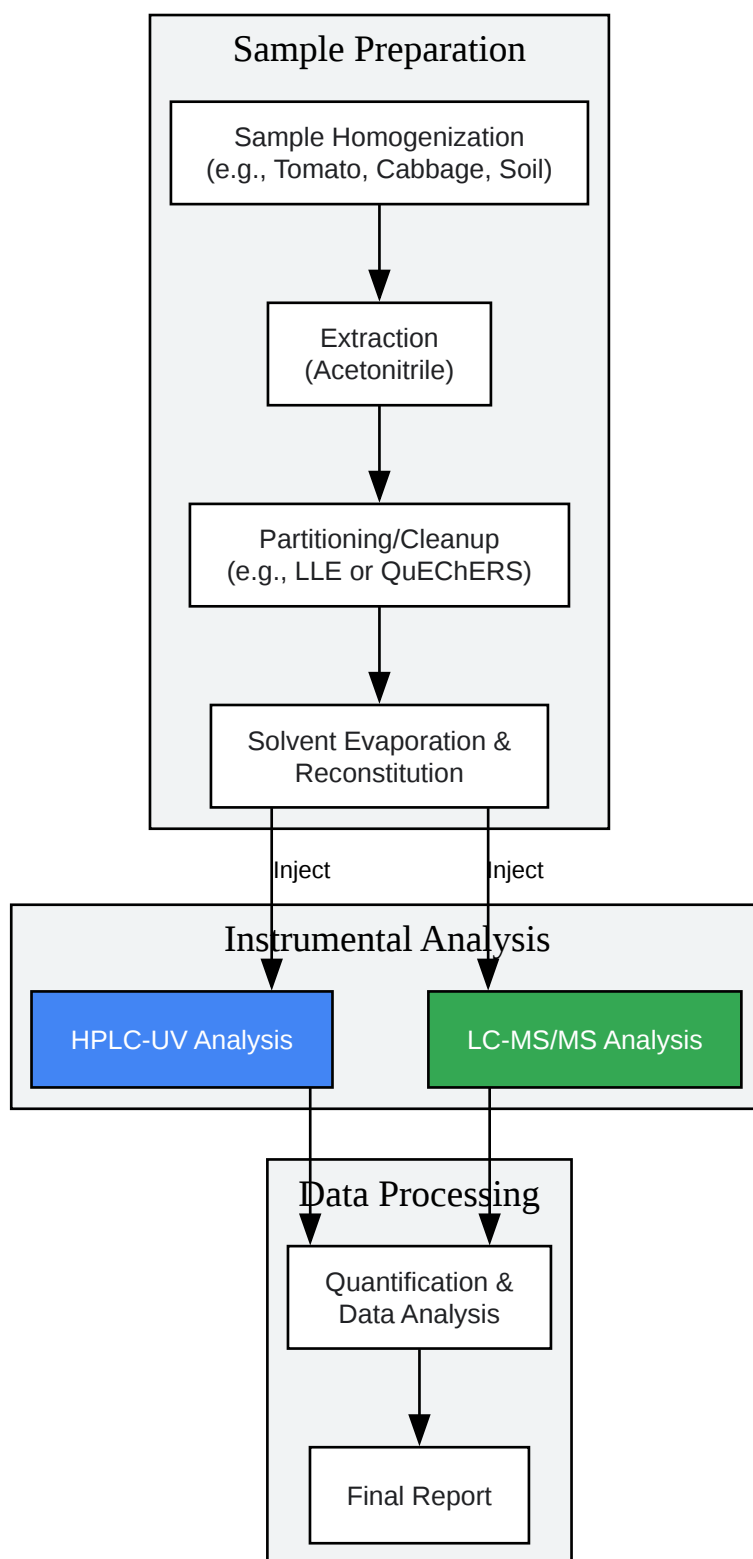 Sample Preparation
Sample Homogenization
(e.g., Tomato, Cabbage, Soil)
Extraction
(Acetonitrile)
Partitioning/Cleanup
(e.g., LLE or QuEChERS)
Solvent Evaporation &
Reconstitution
Inject
Inject
Instrumental Analysis
HPLC-UV Analysis
LC-MS/MS Analysis
Data Processing
Quantification &
Data Analysis
Final Report